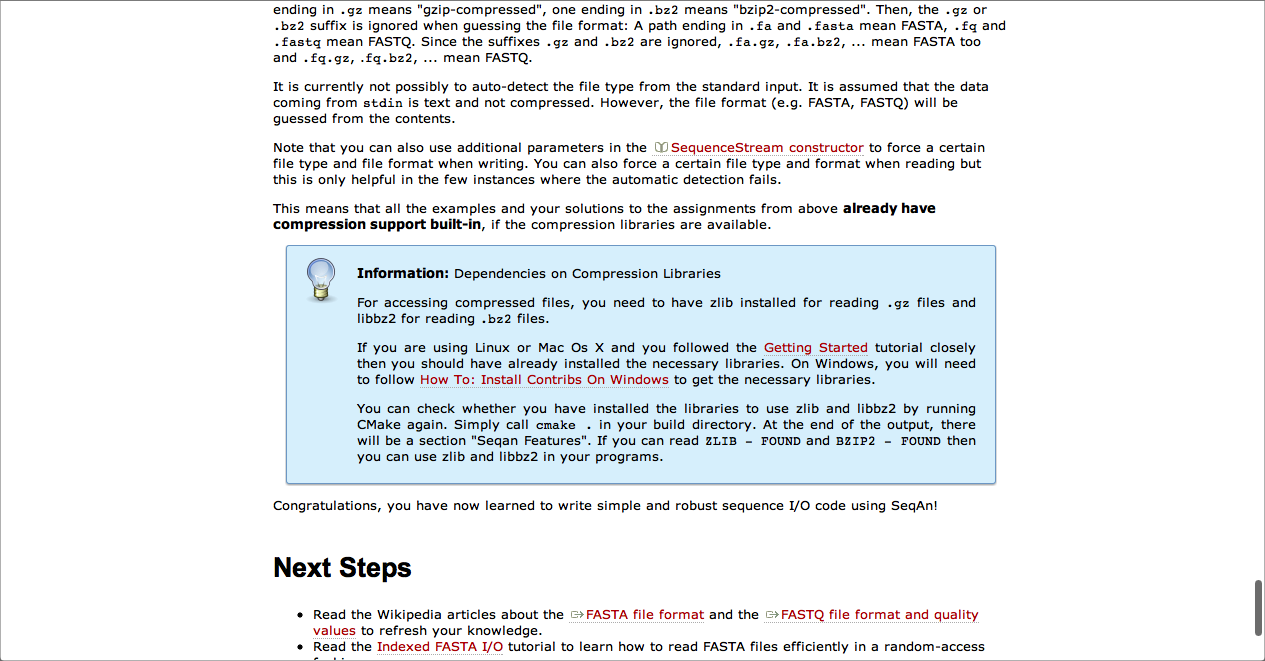 ending in .gz means "gzip-compressed", one ending in .bz2 means "bzip2-compressed". Then, the .gz or
.bz2 suffix is ignored when guessing the file format: A path ending in .fa and .fasta mean FASTA, .fq and
.fastq mean FASTQ. Since the suffixes .gz and .bz2 are ignored, .fa.gz, .fa.bz2, ... mean FASTA too
and .fq.gz, .fq.bz2, ... mean FASTQ.
It is currently not possibly to auto-detect the file type from the standard input. It is assumed that the data
coming from stdin is text and not compressed. However, the file format (e.g. FASTA, FASTQ) will be
guessed from the contents.
Note that you can also use additional parameters in the SequenceStream constructor to force a certain
file type and file format when writing. You can also force a certain file type and format when reading but
this is only helpful in the few instances where the automatic detection fails.
This means that all the examples and your solutions to the assignments from above already have
compression support built-in, if the compression libraries are available.
Information: Dependencies on Compression Libraries
For accessing compressed files, you need to have zlib installed for reading .gz files and
libbz2 for reading .bz2 files.
If you are using Linux or Mac Os X and you followed the Getting Started tutorial closely
then you should have already installed the necessary libraries. On Windows, you will need
to follow How To: Install Contribs On Windows to get the necessary libraries.
You can check whether you have installed the libraries to use zlib and libbz2 by running
CMake again. Simply call cmake . in your build directory. At the end of the output, there
will be a section "Seqan Features". If you can read ZLIB - FOUND and BZIP2 - FOUND then
you can use zlib and libbz2 in your programs.
Congratulations, you have now learned to write simple and robust sequence I/O code using SeqAn!
Next Steps
• Read the Wikipedia articles about the FASTA file format and the FASTQ file format and quality
values to refresh your knowledge.
• Read the Indexed FASTA I/O tutorial to learn how to read FASTA files efficiently in a random-access